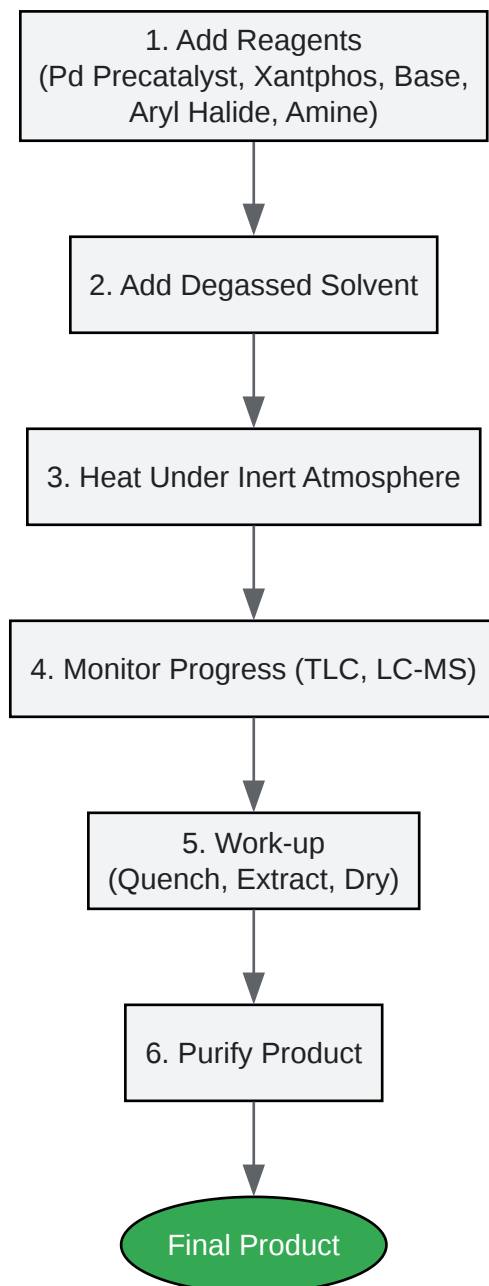 1. Add Reagents
(Pd Precatalyst, Xantphos, Base,
Aryl Halide, Amine)
2. Add Degassed Solvent
3. Heat Under Inert Atmosphere
4. Monitor Progress (TLC, LC-MS)
5. Work-up
(Quench, Extract, Dry)
6. Purify Product
Final Product